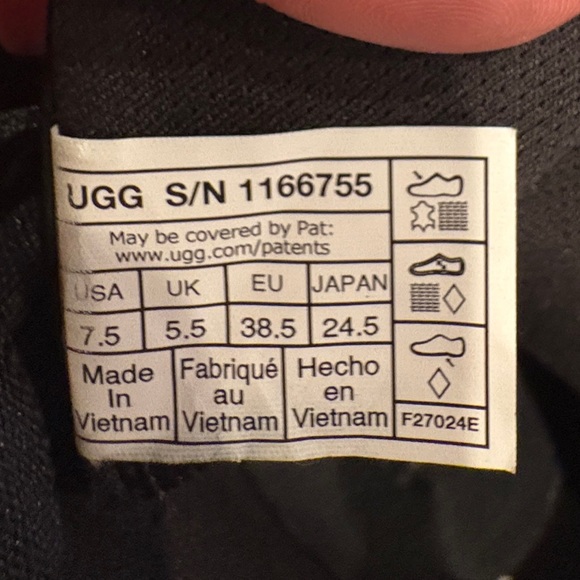 UGG S/N 1166755
May be covered by Pat:
www.ugg.com/patents
USA UK EU JAPAN
7.5 5.5 38.5 24.5
Made In Vietnam
Fabriqué au Vietnam
Hecho en Vietnam
F27024E